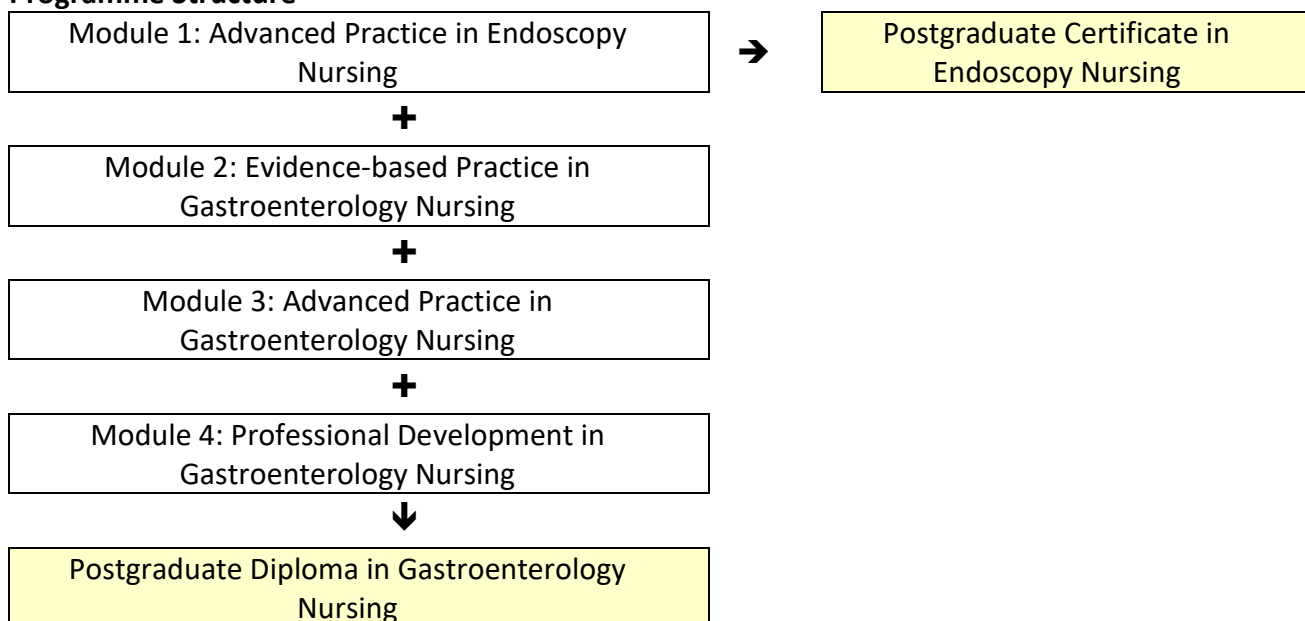 Programme Structure
Module 1: Advanced Practice in Endoscopy
Nursing
➔
Postgraduate Certificate in
Endoscopy Nursing
+
Module 2: Evidence-based Practice in
Gastroenterology Nursing
+
Module 3: Advanced Practice in
Gastroenterology Nursing
+
Module 4: Professional Development in
Gastroenterology Nursing
Postgraduate Diploma in Gastroenterology
Nursing